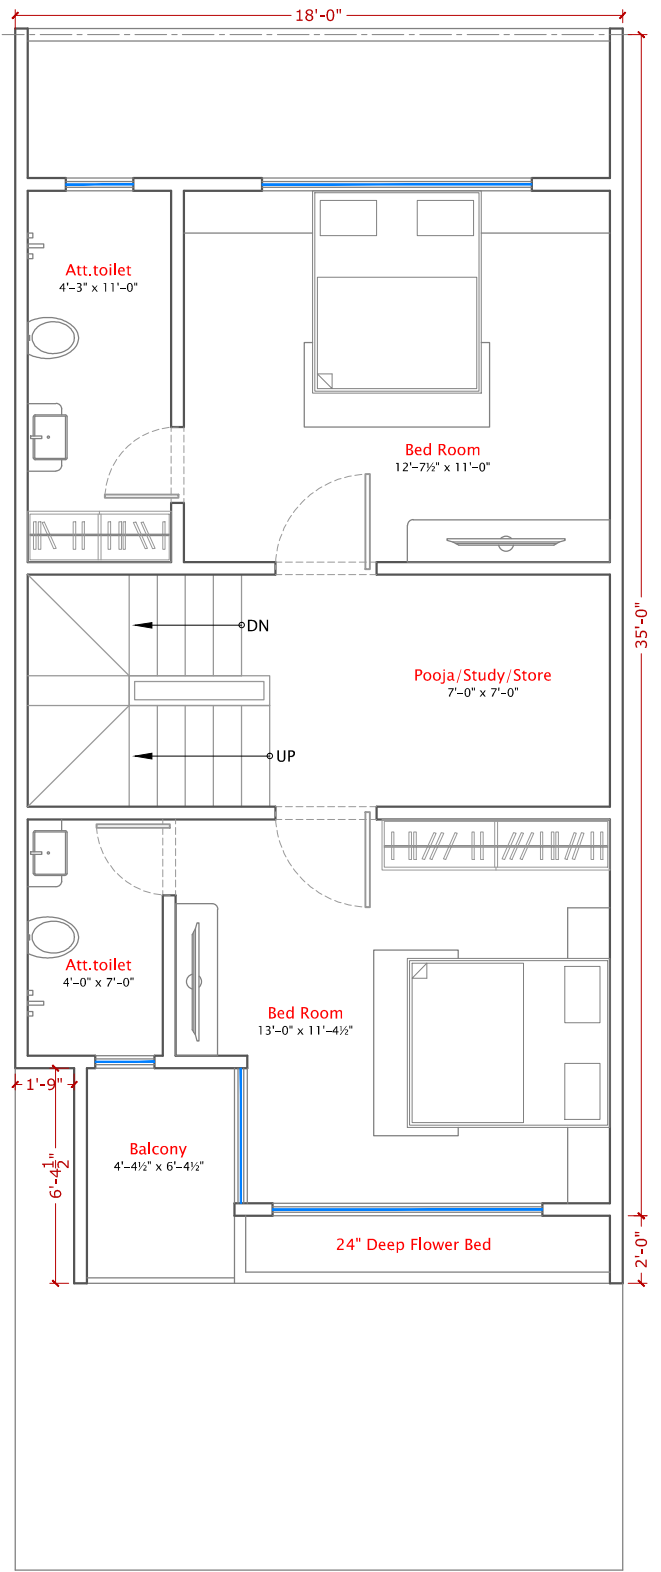 18'-0"
Att.toilet
4'-3" x 11'-0"
Bed Room
12'-7½" x 11'-0"
DN
35'-0"
Pooja/Study/Store
7'-0" x 7'-0"
UP
Att.toilet
4'-0" x 7'-0"
Bed Room
13'-0" x 11'-4½"
1'-9"
Balcony
4'-4½" x 6'-4½"
6'-4½"
24" Deep Flower Bed
2'-0"